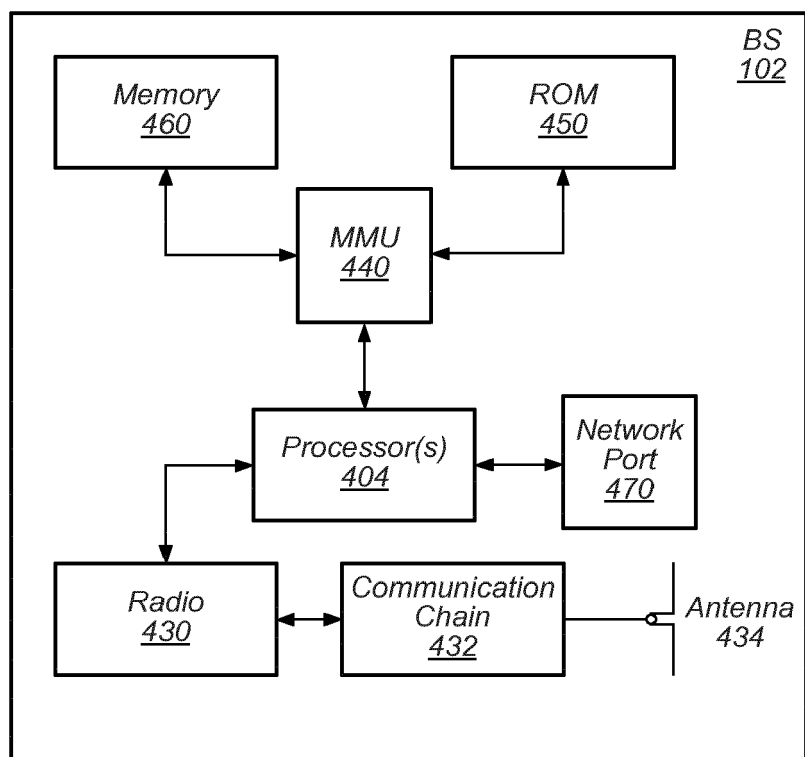 BS
102
Memory
460
ROM
450
MMU
440
Processor(s)
404
Network
Port
470
Radio
430
Communication
Chain
432
Antenna
434